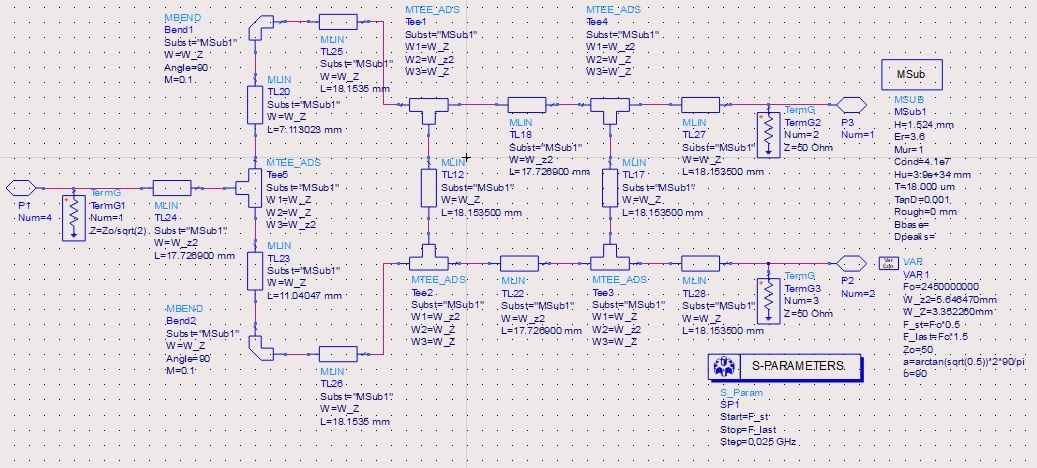 MBEND
Bend1
Subst="MSub1"
W=W_Z
Angle=90
M=0.1
MLIN
TL25
Subst="MSub1"
W=W_Z
L=18.1535 mm
MTEE_ADS
Tee1
Subst="MSub1"
W1=W_Z
W2=W_z2
W3=W_Z
MTEE_ADS
Tee4
Subst="MSub1"
W1=W_z2
W2=W_Z
W3=W_Z
MSub
MLIN
TL20
Subst="MSub1"
W=W_Z
L=7.113023 mm
MLIN
TL18
Subst="MSub1"
W=W_z2
L=17.726900 mm
MLIN
TL27
Subst="MSub1"
W=W_Z
L=18.153500 mm
TermG
TermG2
Num=2
Z=50 Ohm
P3
Num=1
MSUB
MSub1
H=1.524 mm
Er=3.6
Mur=1
Cond=4.1e7
Hu=3.9e+34 mm
T=18.000 um
TanD=0.001
Rough=0 mm
Bbase=
Dpeaks=
P1
Num=4
TermG
TermG1
Num=1
Z=Zo/sqrt(2)
MLIN
TL24
Subst="MSub1"
W=W_z2
L=17.726900 mm
MTEE_ADS
Tee5
Subst="MSub1"
W1=W_Z
W2=W_Z
W3=W_z2
MLIN
TL12
Subst="MSub1"
W=W_Z
L=18.153500 mm
MLIN
TL17
Subst="MSub1"
W=W_Z
L=18.153500 mm
MLIN
TL23
Subst="MSub1"
W=W_Z
L=11.04047 mm
MTEE_ADS
Tee2
Subst="MSub1"
W1=W_z2
W2=W_Z
W3=W_Z
MLIN
TL22
Subst="MSub1"
W=W_z2
L=17.726900 mm
MTEE_ADS
Tee3
Subst="MSub1"
W1=W_Z
W2=W_z2
W3=W_Z
MLIN
TL28
Subst="MSub1"
W=W_Z
L=18.153500 mm
TermG
TermG3
Num=3
Z=50 Ohm
P2
Num=2
Var
Eqn
VAR
VAR1
Fo=2450000000
W_z2=5.646470mm
W_Z=3.352260mm
F_st=Fo*0.5
F_last=Fo*1.5
Zo=50
a=arctan(sqrt(0.5))*2*90/pi
b=90
MBEND
Bend2
Subst="MSub1"
W=W_Z
Angle=90
M=0.1
MLIN
TL26
Subst="MSub1"
W=W_Z
L=18.1535 mm
S-PARAMETERS
S_Param
SP1
Start=F_st
Stop=F_last
Step=0.025 GHz